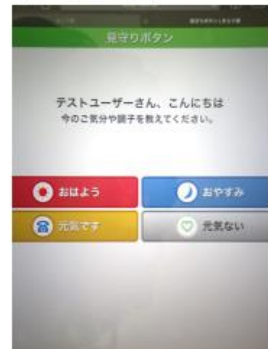 見守りボタン
テストユーザーさん、こんにちは
今のご気分や調子を教えてください。
おはよう
おやすみ
元気です
元気ない